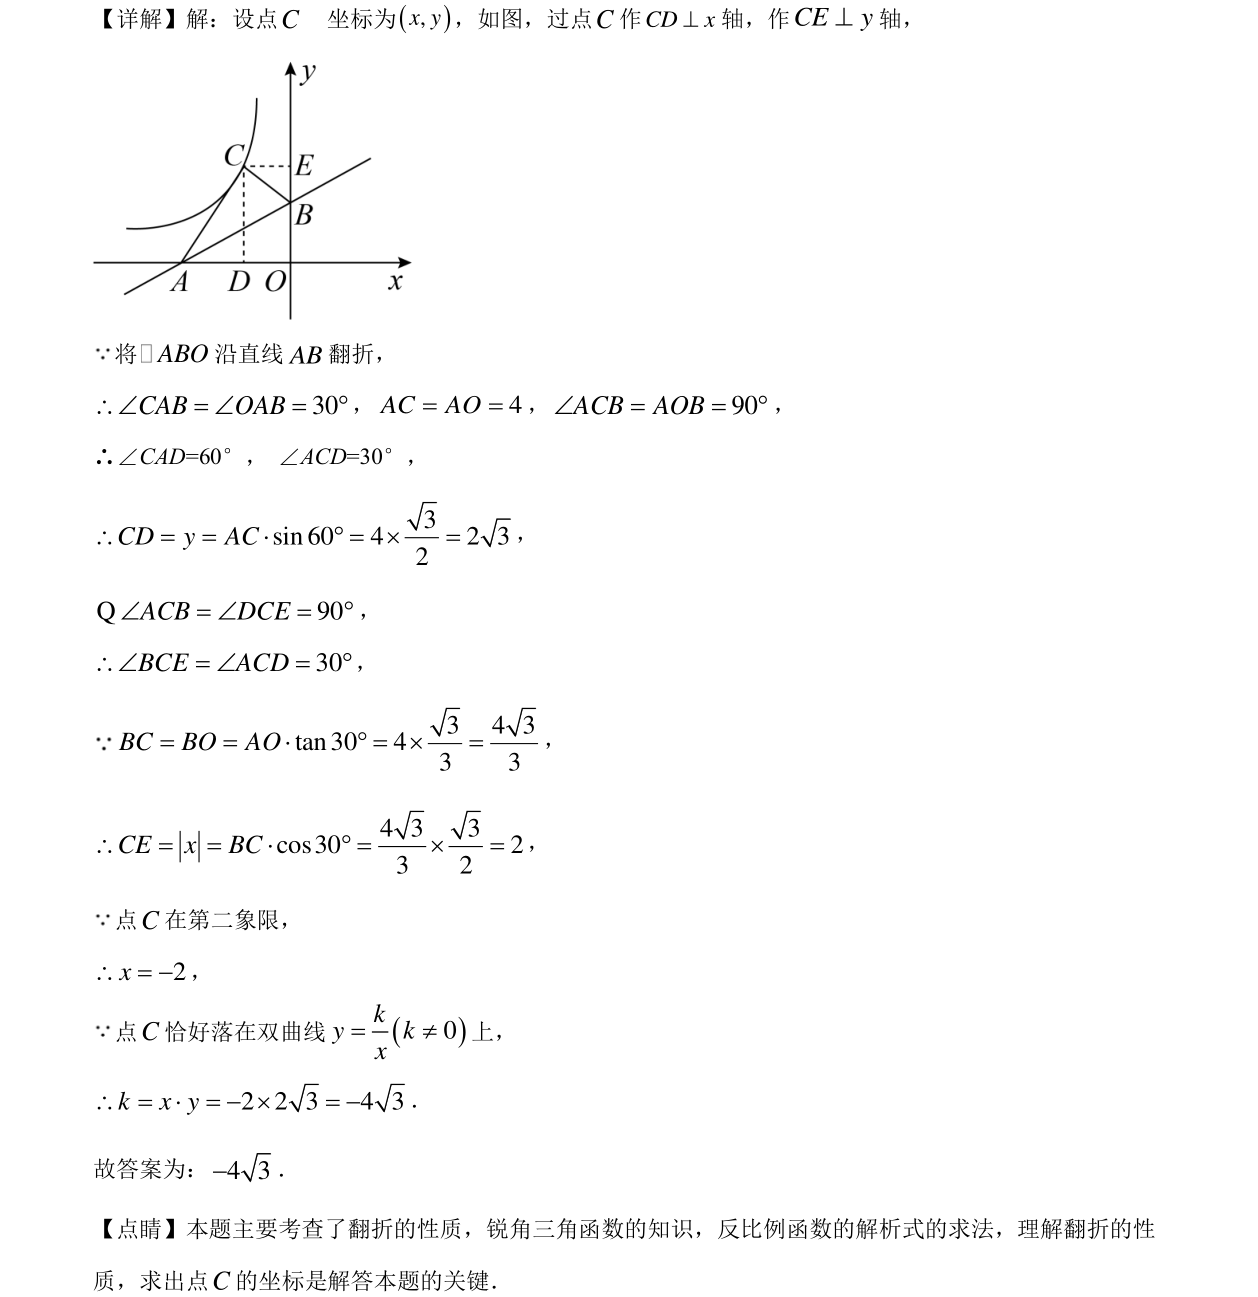 【详解】解：设点C 坐标为(x, y)，如图，过点C作CD⊥x轴，作CE⊥y轴，
y
C
E
B
A
D
O
x
∵将□ABO沿直线AB翻折，
∴∠CAB=∠OAB=30°，AC=AO=4，∠ACB=AOB=90°，
∴∠CAD=60°，∠ACD=30°，
∴CD=y=AC·sin60°=4×√3/2=2√3，
Q∠ACB=∠DCE=90°，
∴∠BCE=∠ACD=30°，
∵BC=BO=AO·tan30°=4×√3/3=4√3/3，
∴CE=|x|=BC·cos30°=4√3/3×√3/2=2，
∵点C在第二象限，
∴x=−2，
∵点C恰好落在双曲线y=k/x(k≠0)上，
∴k=x·y=−2×2√3=−4√3．
故答案为：−4√3．
【点睛】本题主要考查了翻折的性质，锐角三角函数的知识，反比例函数的解析式的求法，理解翻折的性
质，求出点C的坐标是解答本题的关键．